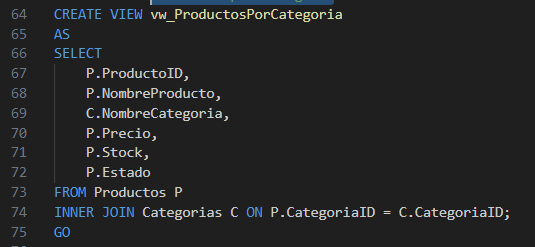 64 CREATE VIEW vw_ProductosPorCategoria
65 AS
66 SELECT
67 P.ProductoID,
68 P.NombreProducto,
69 C.NombreCategoria,
70 P.Precio,
71 P.Stock,
72 P.Estado
73 FROM Productos P
74 INNER JOIN Categorias C ON P.CategoriaID = C.CategoriaID;
75 GO